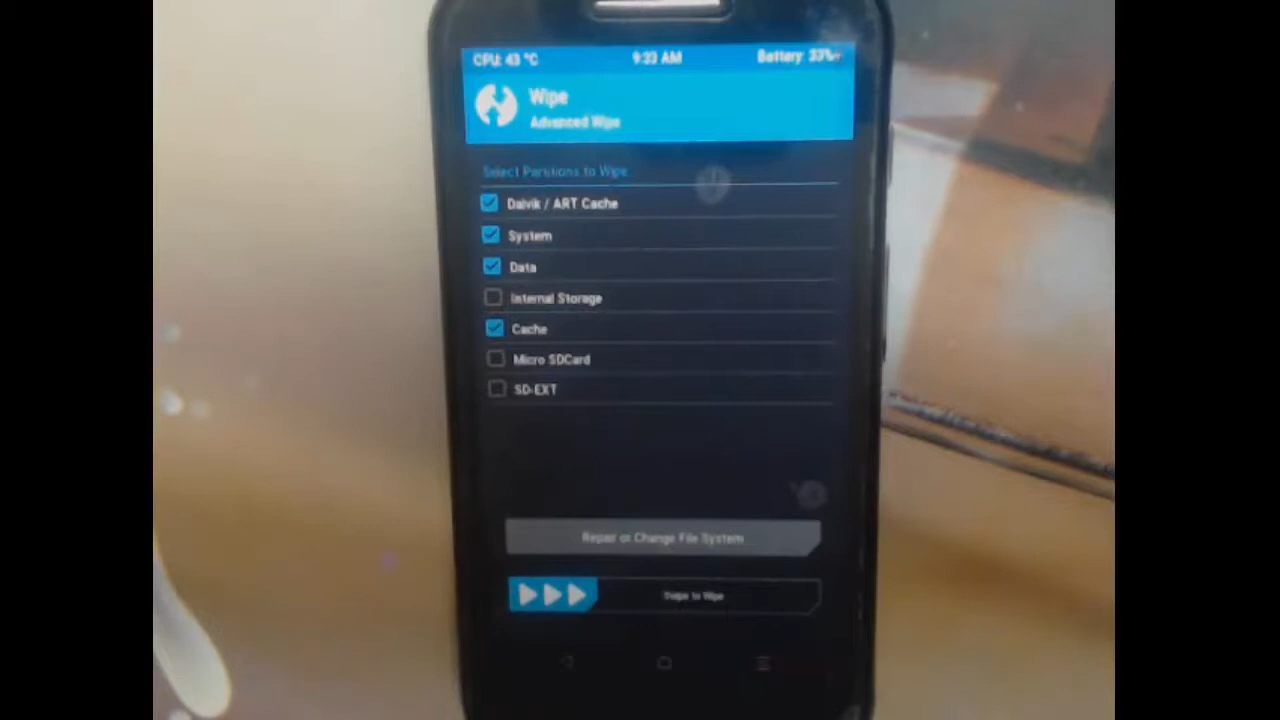 CPU: 43 °C 9:33 AM Battery: 33%
Wipe
Advanced Wipe
Select Partitions to Wipe
Dalvik / ART Cache
System
Data
Internal Storage
Cache
Micro SDCard
SD-EXT
Repair or Change File System
Swipe to Wipe